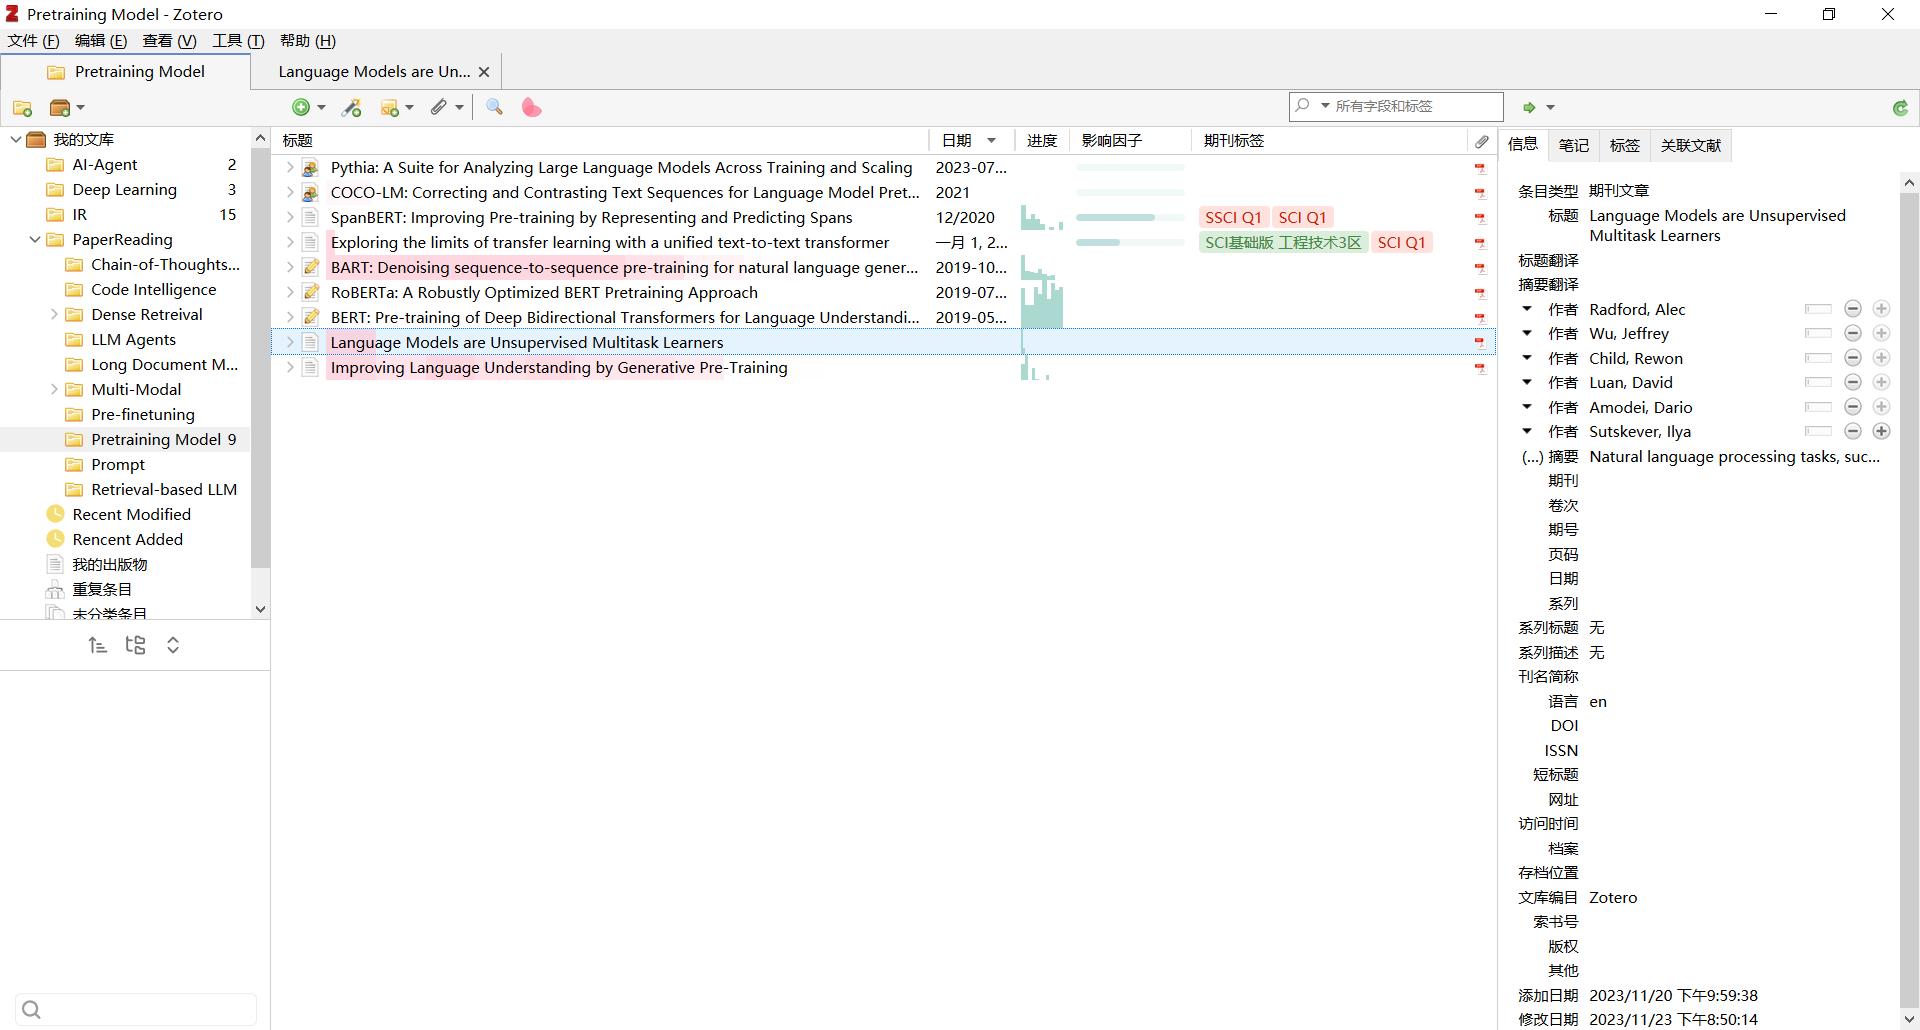 Pretraining Model - Zotero
文件 (F) 编辑 (E) 查看 (V) 工具 (T) 帮助 (H)
Pretraining Model
Language Models are Un...
所有字段和标签
我的文库
AI-Agent 2
Deep Learning 3
IR 15
PaperReading
Chain-of-Thoughts...
Code Intelligence
Dense Retreival
LLM Agents
Long Document M...
Multi-Modal
Pre-finetuning
Pretraining Model 9
Prompt
Retrieval-based LLM
Recent Modified
Rencent Added
我的出版物
重复条目
未分类条目
标题 日期 进度 影响因子 期刊标签
Pythia: A Suite for Analyzing Large Language Models Across Training and Scaling 2023-07...
COCO-LM: Correcting and Contrasting Text Sequences for Language Model Pret... 2021
SpanBERT: Improving Pre-training by Representing and Predicting Spans 12/2020 SSCI Q1 SCI Q1
Exploring the limits of transfer learning with a unified text-to-text transformer 一月 1, 2... SCI基础版 工程技术3区 SCI Q1
BART: Denoising sequence-to-sequence pre-training for natural language gener... 2019-10...
RoBERTa: A Robustly Optimized BERT Pretraining Approach 2019-07...
BERT: Pre-training of Deep Bidirectional Transformers for Language Understandi... 2019-05...
Language Models are Unsupervised Multitask Learners
Improving Language Understanding by Generative Pre-Training
信息 笔记 标签 关联文献
条目类型 期刊文章
标题 Language Models are Unsupervised
Multitask Learners
标题翻译
摘要翻译
作者 Radford, Alec
作者 Wu, Jeffrey
作者 Child, Rewon
作者 Luan, David
作者 Amodei, Dario
作者 Sutskever, Ilya
(...) 摘要 Natural language processing tasks, suc...
期刊
卷次
期号
页码
日期
系列
系列标题 无
系列描述 无
刊名简称
语言 en
DOI
ISSN
短标题
网址
访问时间
档案
存档位置
文库编目 Zotero
索书号
版权
其他
添加日期 2023/11/20 下午9:59:38
修改日期 2023/11/23 下午8:50:14